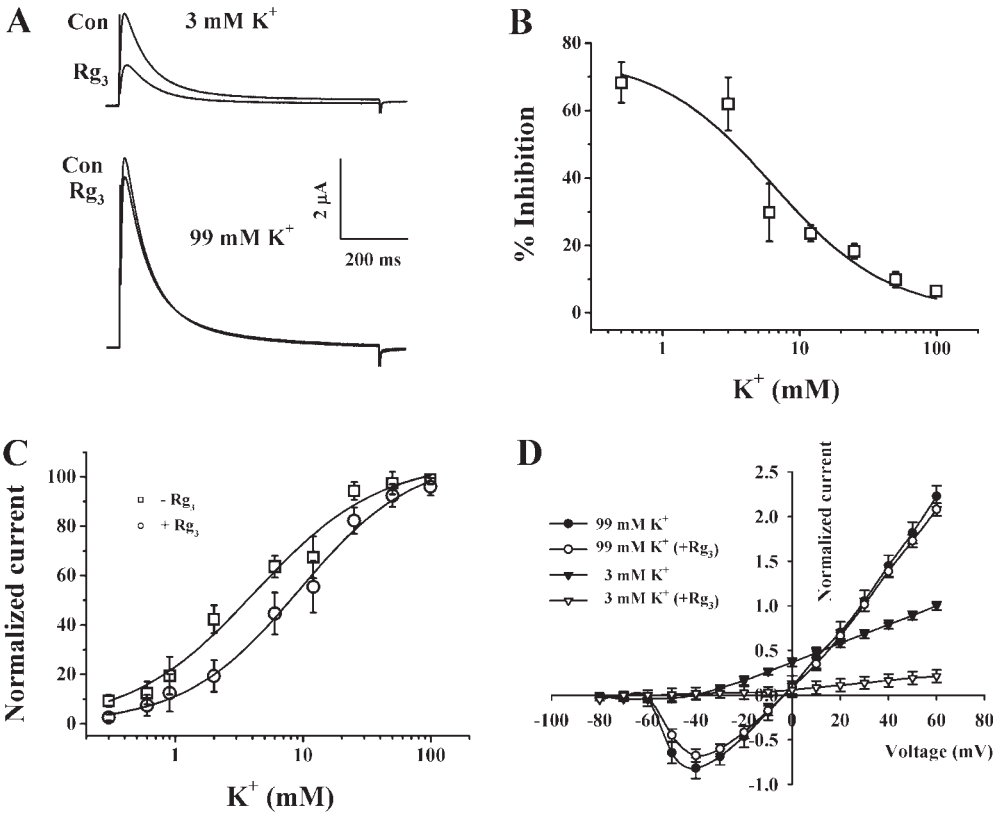 A
Con
3 mM K+
Rg3
Con
Rg3
99 mM K+
2 μA
200 ms
B
80
60
40
20
0
% Inhibition
1
10
100
K+ (mM)
C
100
80
60
40
20
0
Normalized current
- Rg3
+ Rg3
1
10
100
K+ (mM)
D
99 mM K+
99 mM K+ (+Rg3)
3 mM K+
3 mM K+ (+Rg3)
Normalized current
2.5
2.0
1.5
1.0
0.5
-0.5
-1.0
-100
-80
-60
-40
-20
0
20
40
60
80
Voltage (mV)